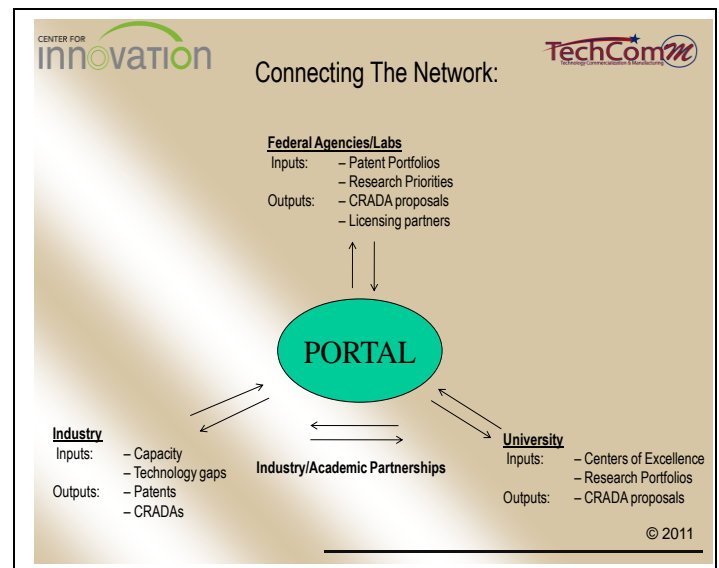 CENTER FOR
innovation
TechComm
Technology Commercialization & Manufacturing
Connecting The Network:
Federal Agencies/Labs
Inputs: – Patent Portfolios
– Research Priorities
Outputs: – CRADA proposals
– Licensing partners
PORTAL
Industry
Inputs: – Capacity
– Technology gaps
Outputs: – Patents
– CRADAs
Industry/Academic Partnerships
University
Inputs: – Centers of Excellence
– Research Portfolios
Outputs: – CRADA proposals
© 2011